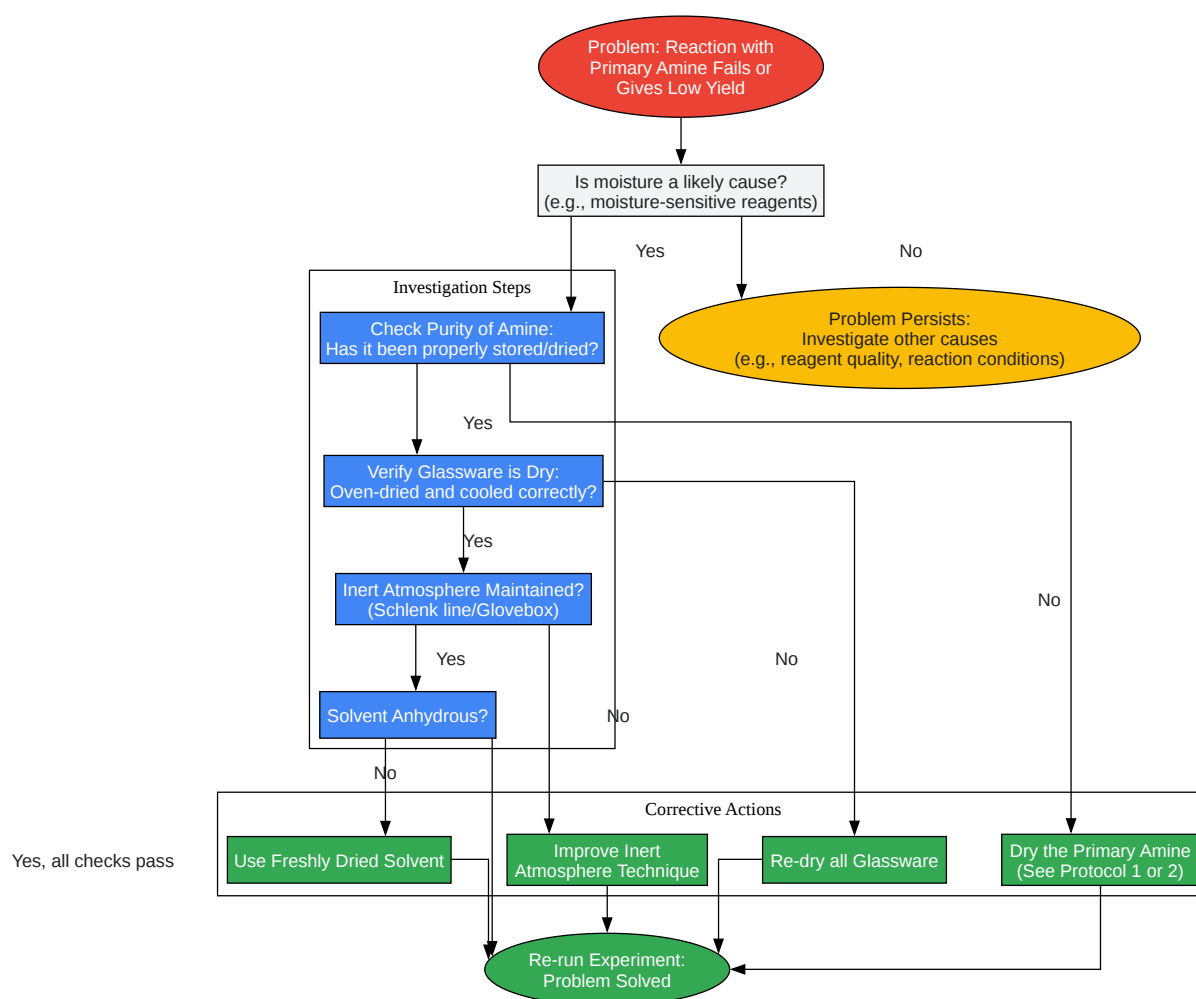 Problem: Reaction with
Primary Amine Fails or
Gives Low Yield
Is moisture a likely cause?
(e.g., moisture-sensitive reagents)
Yes
No
Investigation Steps
Check Purity of Amine:
Has it been properly stored/dried?
Problem Persists:
Investigate other causes
(e.g., reagent quality, reaction conditions)
Yes
Verify Glassware is Dry:
Oven-dried and cooled correctly?
Yes
Inert Atmosphere Maintained?
(Schlenk line/Glovebox)
No
Yes
No
Solvent Anhydrous?
No
No
Corrective Actions
Yes, all checks pass
Use Freshly Dried Solvent
Improve Inert
Atmosphere Technique
Re-dry all Glassware
Dry the Primary Amine
(See Protocol 1 or 2)
Re-run Experiment:
Problem Solved